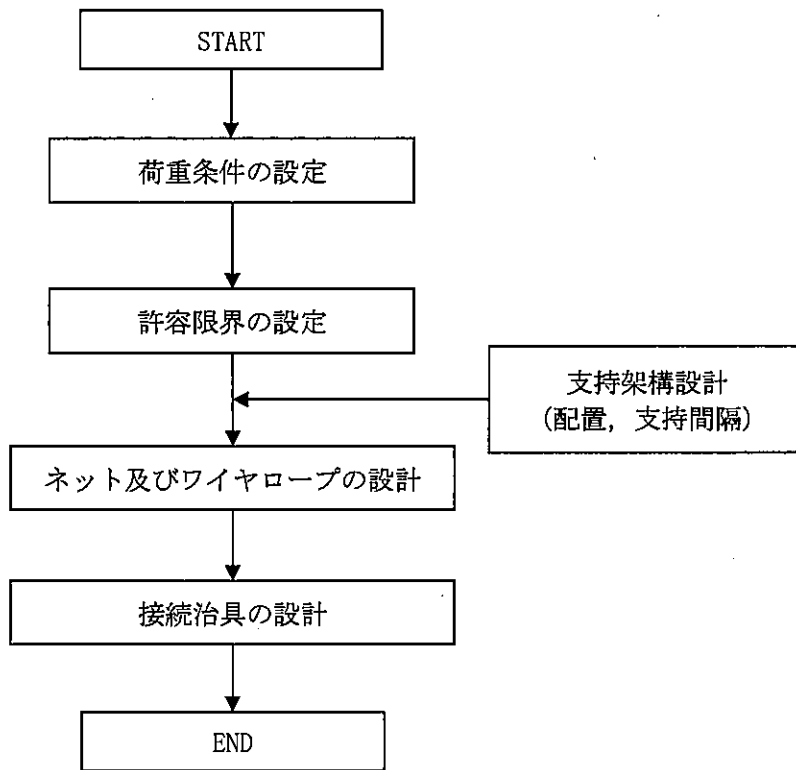 START
荷重条件の設定
許容限界の設定
支持架構設計
(配置, 支持間隔)
ネット及びワイヤロープの設計
接続治具の設計
END